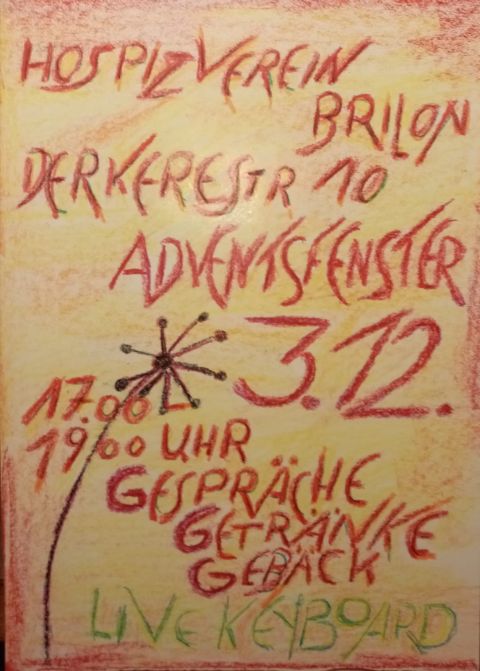 HOSPIZVEREIN
BRILON
DERKERESTR 10
ADVENTSFENSTER
3.12.
17.00 –
19.00 UHR
GESPRÄCHE
GETRÄNKE
GEBÄCK
LIVE KEYBOARD